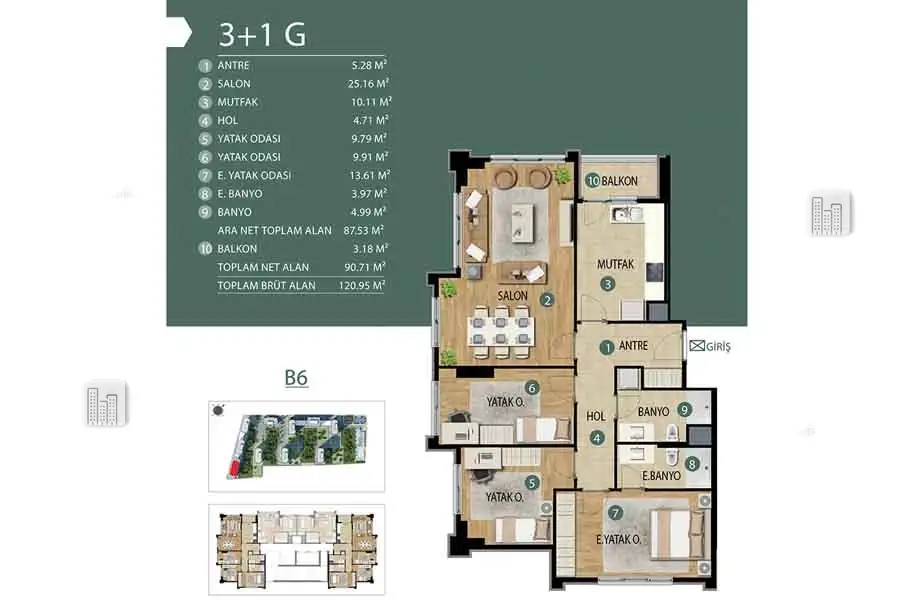 3+1 G
1 ANTRE 5.28 M²
2 SALON 25.16 M²
3 MUTFAK 10.11 M²
4 HOL 4.71 M²
5 YATAK ODASI 9.79 M²
6 YATAK ODASI 9.91 M²
7 E. YATAK ODASI 13.61 M²
8 E. BANYO 3.97 M²
9 BANYO 4.99 M²
ARA NET TOPLAM ALAN 87.53 M²
10 BALKON 3.18 M²
TOPLAM NET ALAN 90.71 M²
TOPLAM BRÜT ALAN 120.95 M²
10 BALKON
MUTFAK
3
SALON 2
1 ANTRE
GİRİŞ
B6
6
YATAK O.
HOL
4
BANYO 9
8
E.BANYO
5
YATAK O.
7
E.YATAK O.